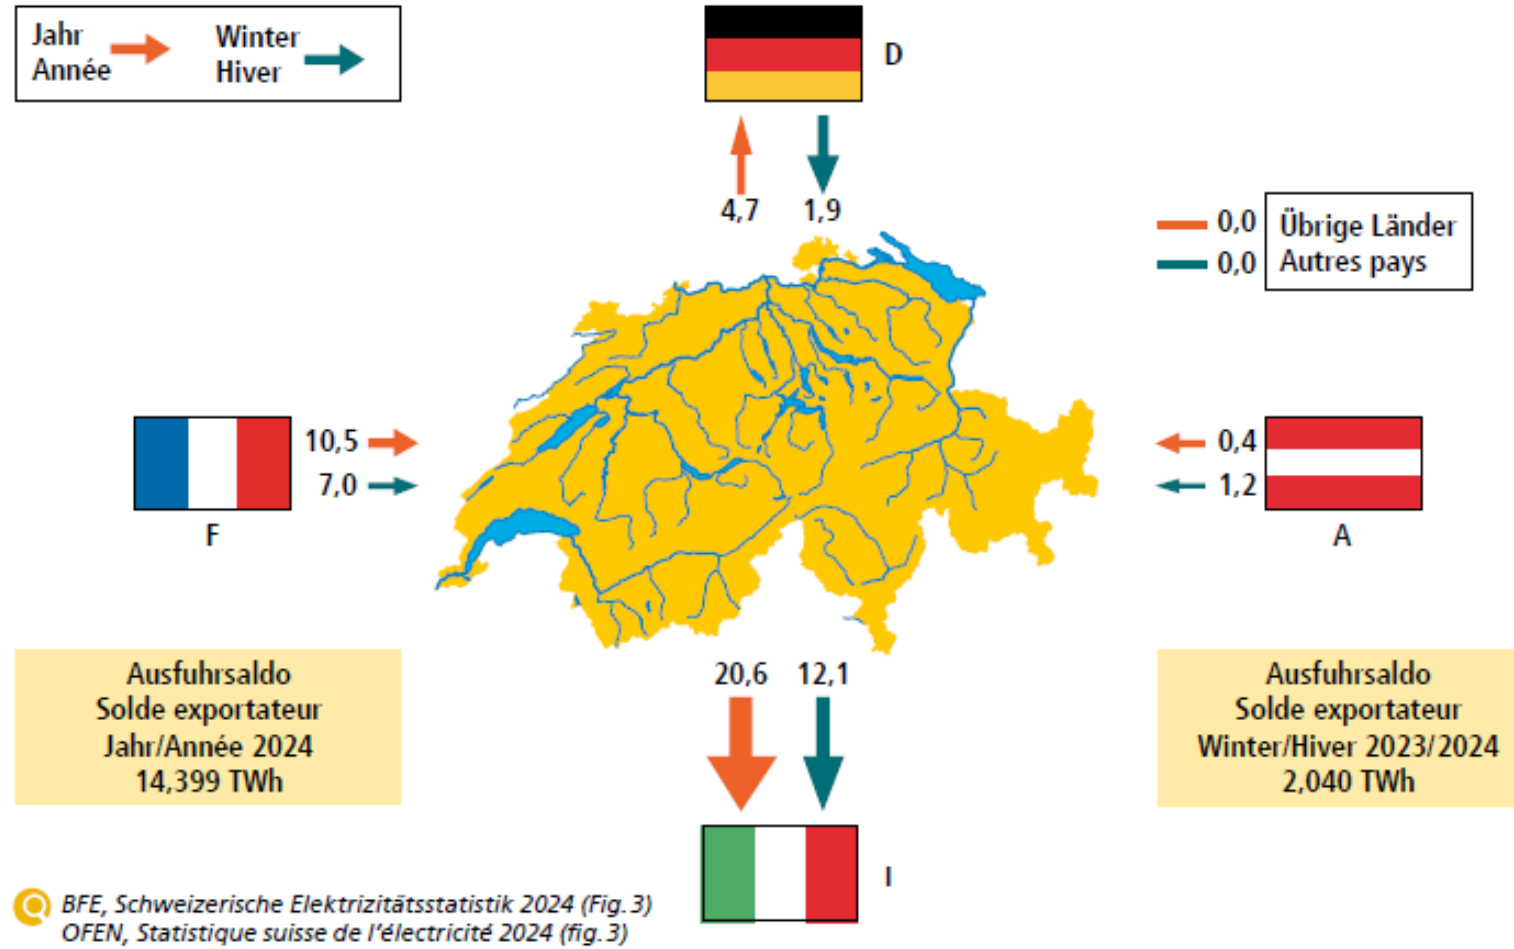 Jahr
Année
Winter
Hiver
D
4,7
1,9
0,0
0,0
Übrige Länder
Autres pays
10,5
7,0
F
0,4
1,2
A
20,6
12,1
Ausfuhrsaldo
Solde exportateur
Jahr/Année 2024
14,399 TWh
Ausfuhrsaldo
Solde exportateur
Winter/Hiver 2023/2024
2,040 TWh
I
BFE, Schweizerische Elektrizitätsstatistik 2024 (Fig. 3)
OFEN, Statistique suisse de l'électricité 2024 (fig. 3)